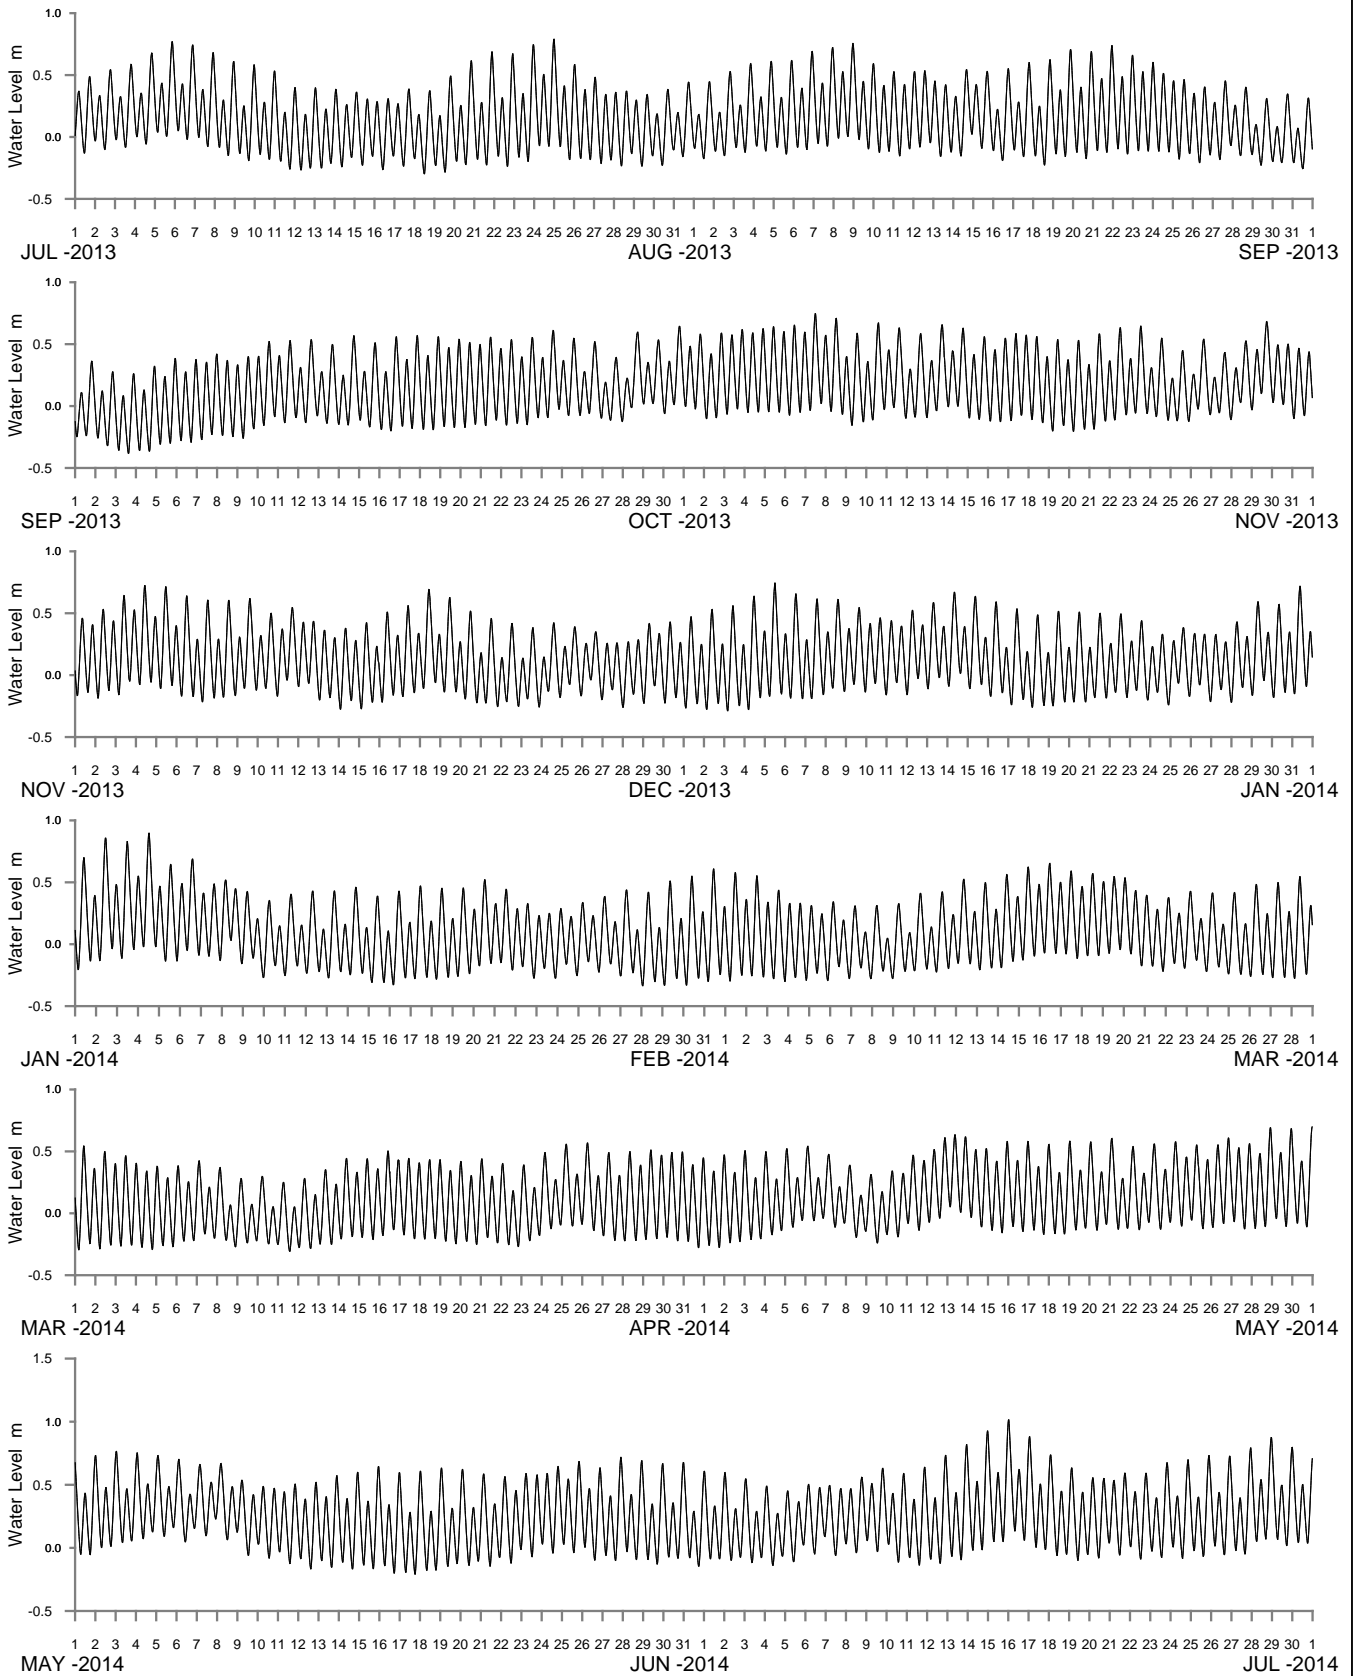 1.0
0.5
0.0
-0.5
Water Level m
1 2 3 4 5 6 7 8 9 10 11 12 13 14 15 16 17 18 19 20 21 22 23 24 25 26 27 28 29 30 31 1 2 3 4 5 6 7 8 9 10 11 12 13 14 15 16 17 18 19 20 21 22 23 24 25 26 27 28 29 30 31 1
JUL -2013 AUG -2013 SEP -2013
1.0
0.5
0.0
-0.5
Water Level m
1 2 3 4 5 6 7 8 9 10 11 12 13 14 15 16 17 18 19 20 21 22 23 24 25 26 27 28 29 30 1 2 3 4 5 6 7 8 9 10 11 12 13 14 15 16 17 18 19 20 21 22 23 24 25 26 27 28 29 30 31 1
SEP -2013 OCT -2013 NOV -2013
1.0
0.5
0.0
-0.5
Water Level m
1 2 3 4 5 6 7 8 9 10 11 12 13 14 15 16 17 18 19 20 21 22 23 24 25 26 27 28 29 30 1 2 3 4 5 6 7 8 9 10 11 12 13 14 15 16 17 18 19 20 21 22 23 24 25 26 27 28 29 30 31 1
NOV -2013 DEC -2013 JAN -2014
1.0
0.5
0.0
-0.5
Water Level m
1 2 3 4 5 6 7 8 9 10 11 12 13 14 15 16 17 18 19 20 21 22 23 24 25 26 27 28 29 30 31 1 2 3 4 5 6 7 8 9 10 11 12 13 14 15 16 17 18 19 20 21 22 23 24 25 26 27 28 1
JAN -2014 FEB -2014 MAR -2014
1.0
0.5
0.0
-0.5
Water Level m
1 2 3 4 5 6 7 8 9 10 11 12 13 14 15 16 17 18 19 20 21 22 23 24 25 26 27 28 29 30 31 1 2 3 4 5 6 7 8 9 10 11 12 13 14 15 16 17 18 19 20 21 22 23 24 25 26 27 28 29 30 1
MAR -2014 APR -2014 MAY -2014
1.5
1.0
0.5
0.0
-0.5
Water Level m
1 2 3 4 5 6 7 8 9 10 11 12 13 14 15 16 17 18 19 20 21 22 23 24 25 26 27 28 29 30 31 1 2 3 4 5 6 7 8 9 10 11 12 13 14 15 16 17 18 19 20 21 22 23 24 25 26 27 28 29 30 1
MAY -2014 JUN -2014 JUL -2014